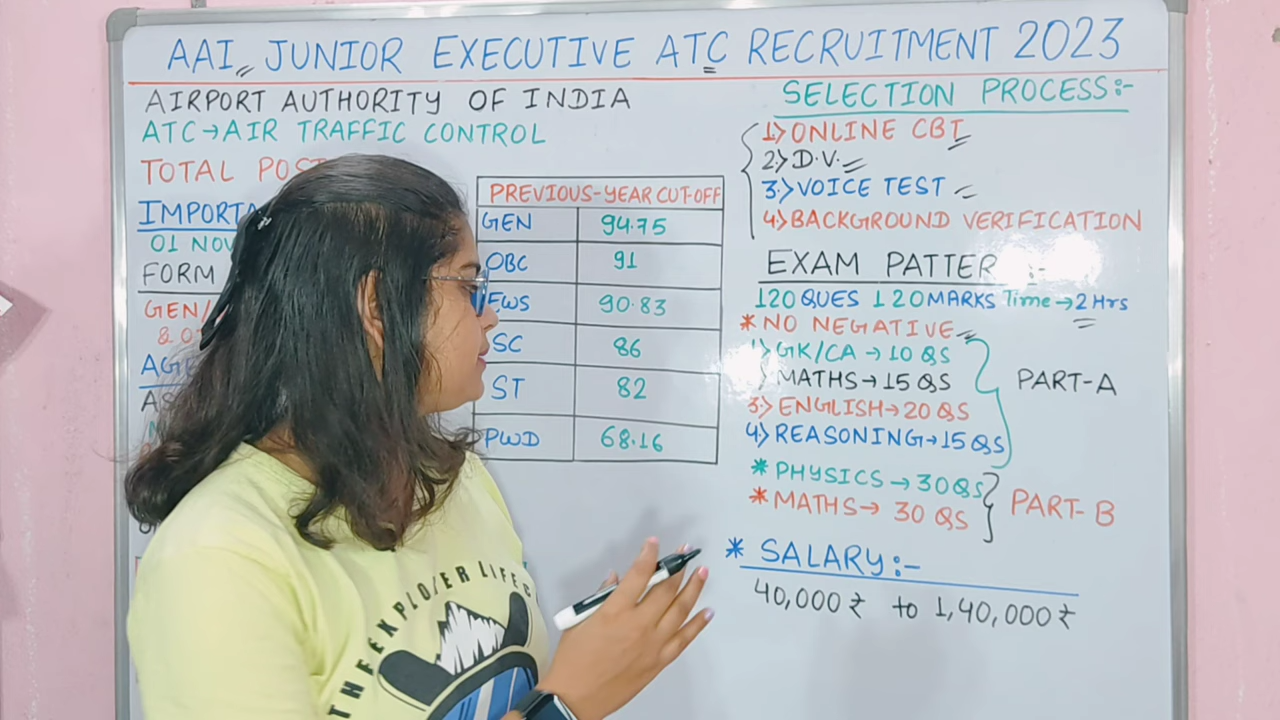 AAI, JUNIOR EXECUTIVE ATC RECRUITMENT 2023
AIRPORT AUTHORITY OF INDIA
ATC→AIR TRAFFIC CONTROL
TOTAL POST
IMPORTA
01 NOV
FORM
GEN/
& O
AGE
AS
PREVIOUS-YEAR CUT-OFF
GEN 94.75
OBC 91
EWS 90.83
SC 86
ST 82
PWD 68.16
SELECTION PROCESS:-
1> ONLINE CBT
2> D.V.
3.> VOICE TEST
4.> BACKGROUND VERIFICATION
EXAM PATTER :-
120 QUES 120 MARKS Time → 2 Hrs
* NO NEGATIVE
1> GK/CA → 10 QS
MATHS → 15 QS
3.> ENGLISH → 20 QS
4> REASONING → 15 QS
PART-A
* PHYSICS → 30 QS
* MATHS → 30 QS
PART-B
* SALARY:-
40,000 ₹ to 1,40,000 ₹
THE EXPLORER LIFE